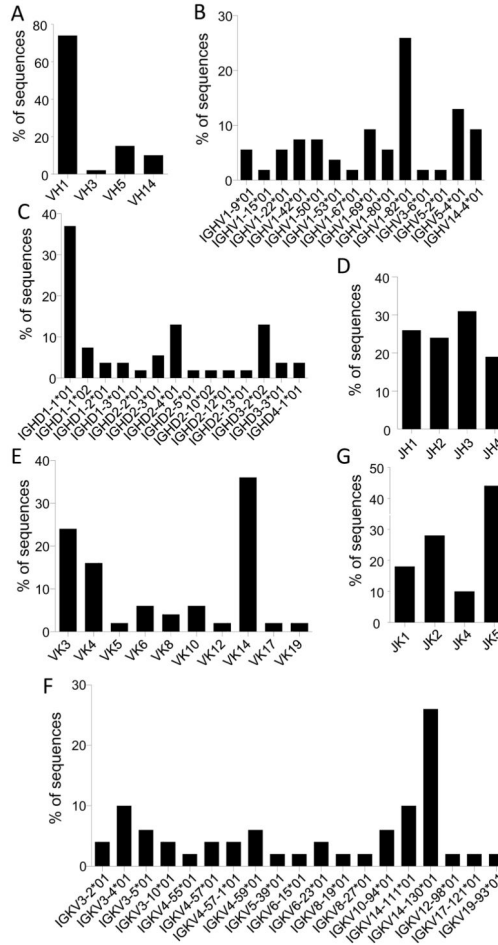 A
% of sequences
80
60
40
20
0
VH1
VH3
VH5
VH14
B
% of sequences
30
20
10
0
IGHV1-9*01
IGHV1-15*01
IGHV1-22*01
IGHV1-42*01
IGHV1-50*01
IGHV1-53*01
IGHV1-67*01
IGHV1-69*01
IGHV1-80*01
IGHV1-82*01
IGHV3-6*01
IGHV5-2*01
IGHV5-4*01
IGHV14-4*01
C
% of sequences
40
30
20
10
0
IGHD1-1*01
IGHD1-1*02
IGHD1-2*01
IGHD1-3*01
IGHD2-2*01
IGHD2-3*01
IGHD2-4*01
IGHD2-5*01
IGHD2-10*02
IGHD2-12*01
IGHD2-13*01
IGHD3-2*02
IGHD3-3*01
IGHD4-1*01
D
% of sequences
40
30
20
10
0
JH1
JH2
JH3
JH4
E
% of sequences
40
30
20
10
0
VK3
VK4
VK5
VK6
VK8
VK10
VK12
VK14
VK17
VK19
G
% of sequences
50
40
30
20
10
0
JK1
JK2
JK4
JK5
F
% of sequences
30
20
10
0
IGKV3-2*01
IGKV3-4*01
IGKV3-5*01
IGKV3-10*01
IGKV4-55*01
IGKV4-57*01
IGKV4-57-1*01
IGKV4-59*01
IGKV5-39*01
IGKV6-15*01
IGKV6-23*01
IGKV8-19*01
IGKV8-27*01
IGKV10-94*01
IGKV14-111*01
IGKV14-130*01
IGKV12-98*01
IGKV17-121*01
IGKV19-93*01